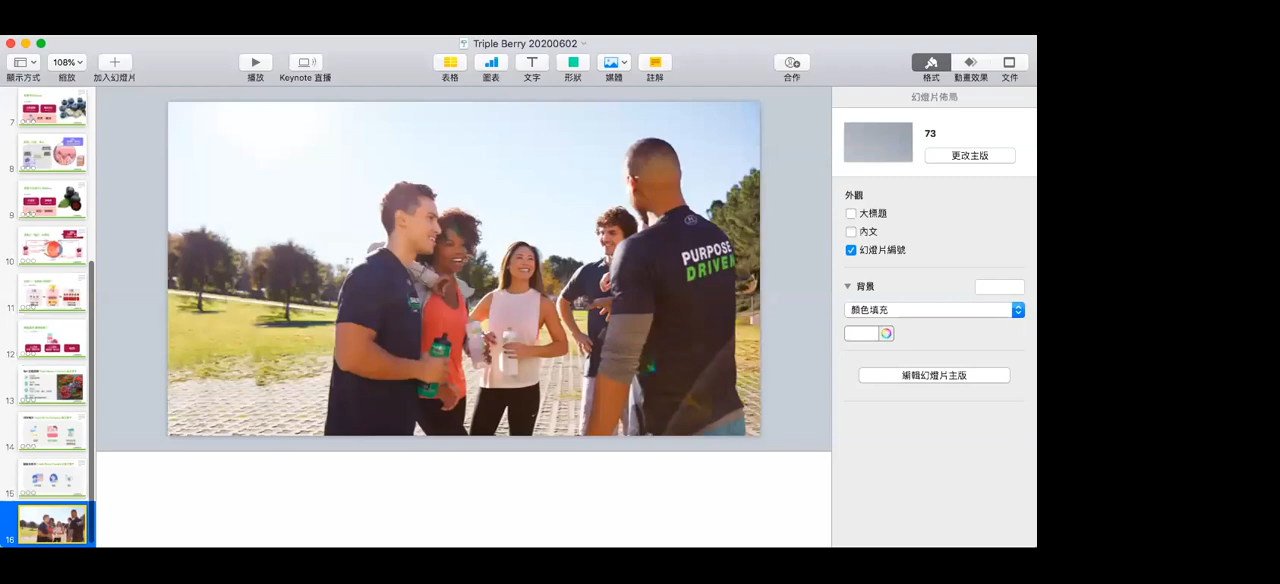 Triple Berry 20200602
108%
顯示方式
縮放
加入幻燈片
播放
Keynote 直播
表格
圖表
文字
形狀
媒體
註解
合作
格式
動畫效果
文件
幻燈片佈局
73
更改主版
外觀
大標題
內文
幻燈片編號
背景
顏色填充
編輯幻燈片主版
7
8
9
10
11
12
13
14
15
16
PURPOSE
DRIVEN